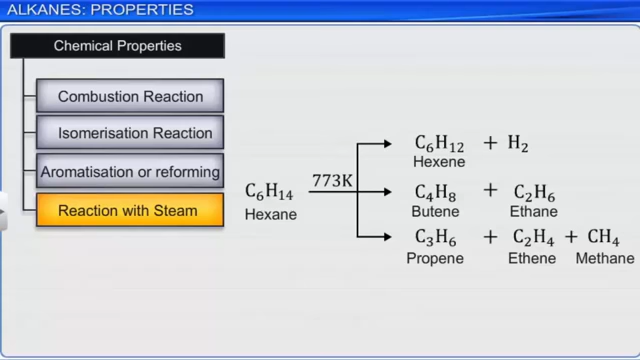 ALKANES: PROPERTIES
Chemical Properties
Combustion Reaction
Isomerisation Reaction
Aromatisation or reforming
Reaction with Steam
C₆H₁₄ 773K
Hexane
C₆H₁₂ + H₂
Hexene
C₄H₈ + C₂H₆
Butene Ethane
C₃H₆ + C₂H₄ + CH₄
Propene Ethene Methane